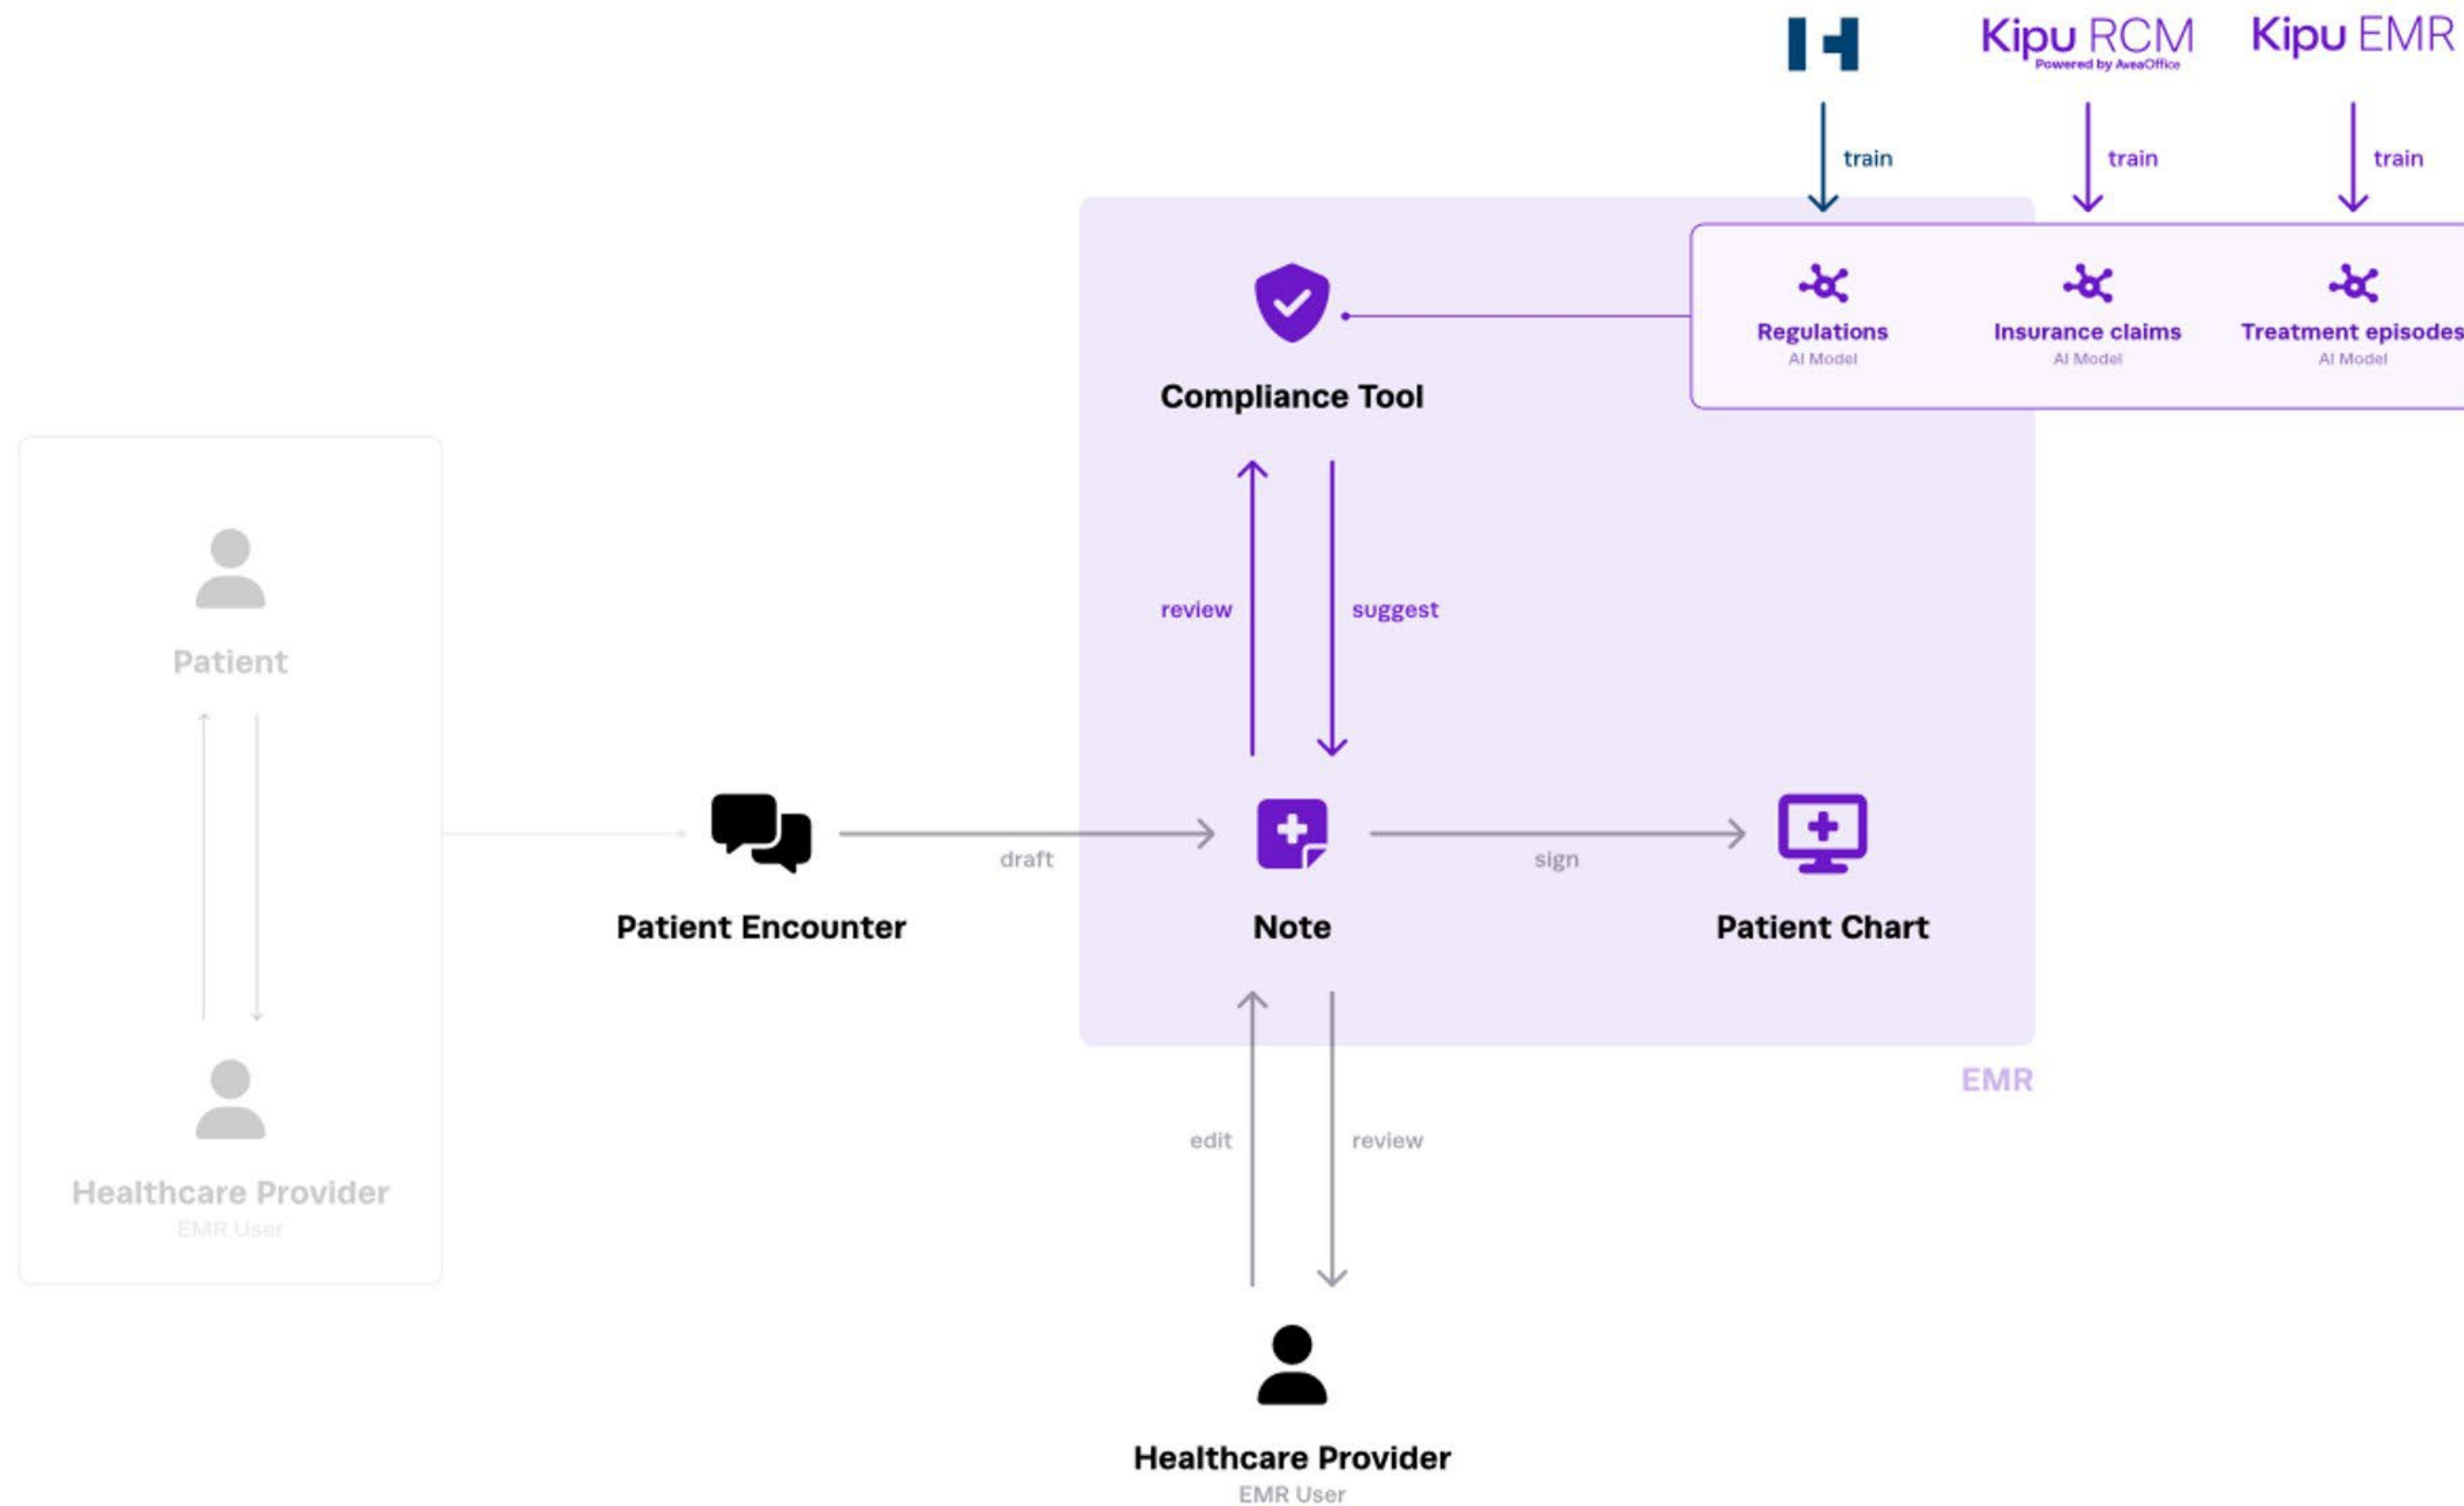 Kipu RCM
Powered by AveaOffice
Kipu EMR
train
train
train
Regulations
AI Model
Insurance claims
AI Model
Treatment episodes
AI Model
Compliance Tool
review
suggest
Patient
Patient Encounter
draft
Note
sign
Patient Chart
EMR
edit
review
Healthcare Provider
EMR User
Healthcare Provider
EMR User